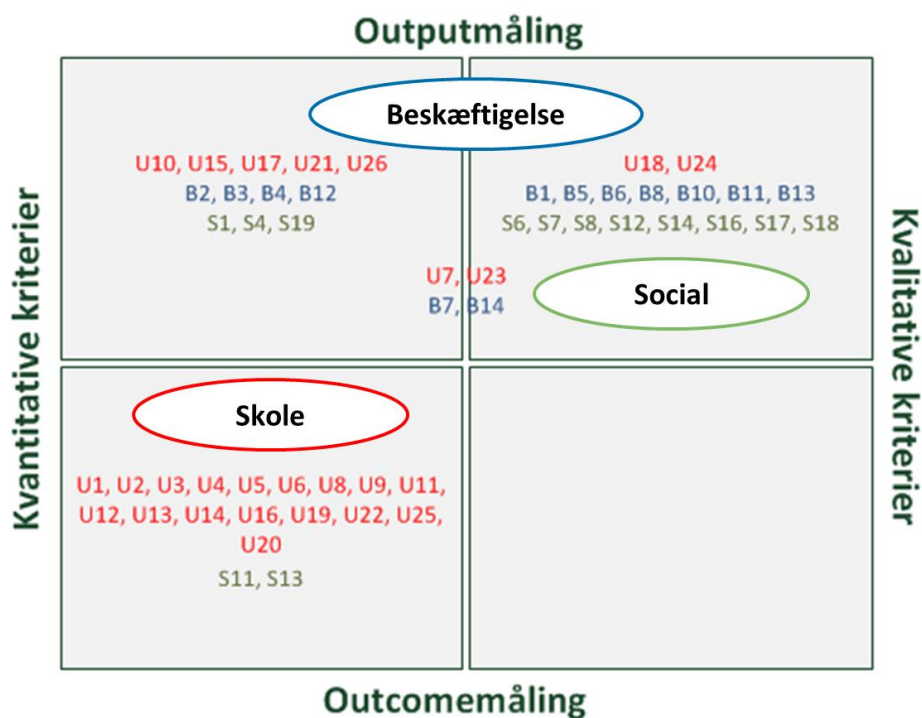 Outputmåling
Beskæftigelse
U10, U15, U17, U21, U26
B2, B3, B4, B12
S1, S4, S19
U18, U24
B1, B5, B6, B8, B10, B11, B13
S6, S7, S8, S12, S14, S16, S17, S18
U7, U23
B7, B14
Social
Kvantitative kriterier
Kvalitative kriterier
Skole
U1, U2, U3, U4, U5, U6, U8, U9, U11,
U12, U13, U14, U16, U19, U22, U25,
U20
S11, S13
Outcomemåling